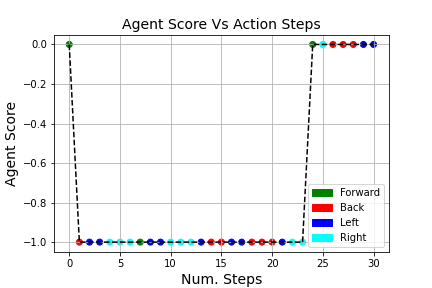 Agent Score Vs Action Steps
Agent Score
0.0
−0.2
−0.4
−0.6
−0.8
−1.0
Forward
Back
Left
Right
0 5 10 15 20 25 30
Num. Steps